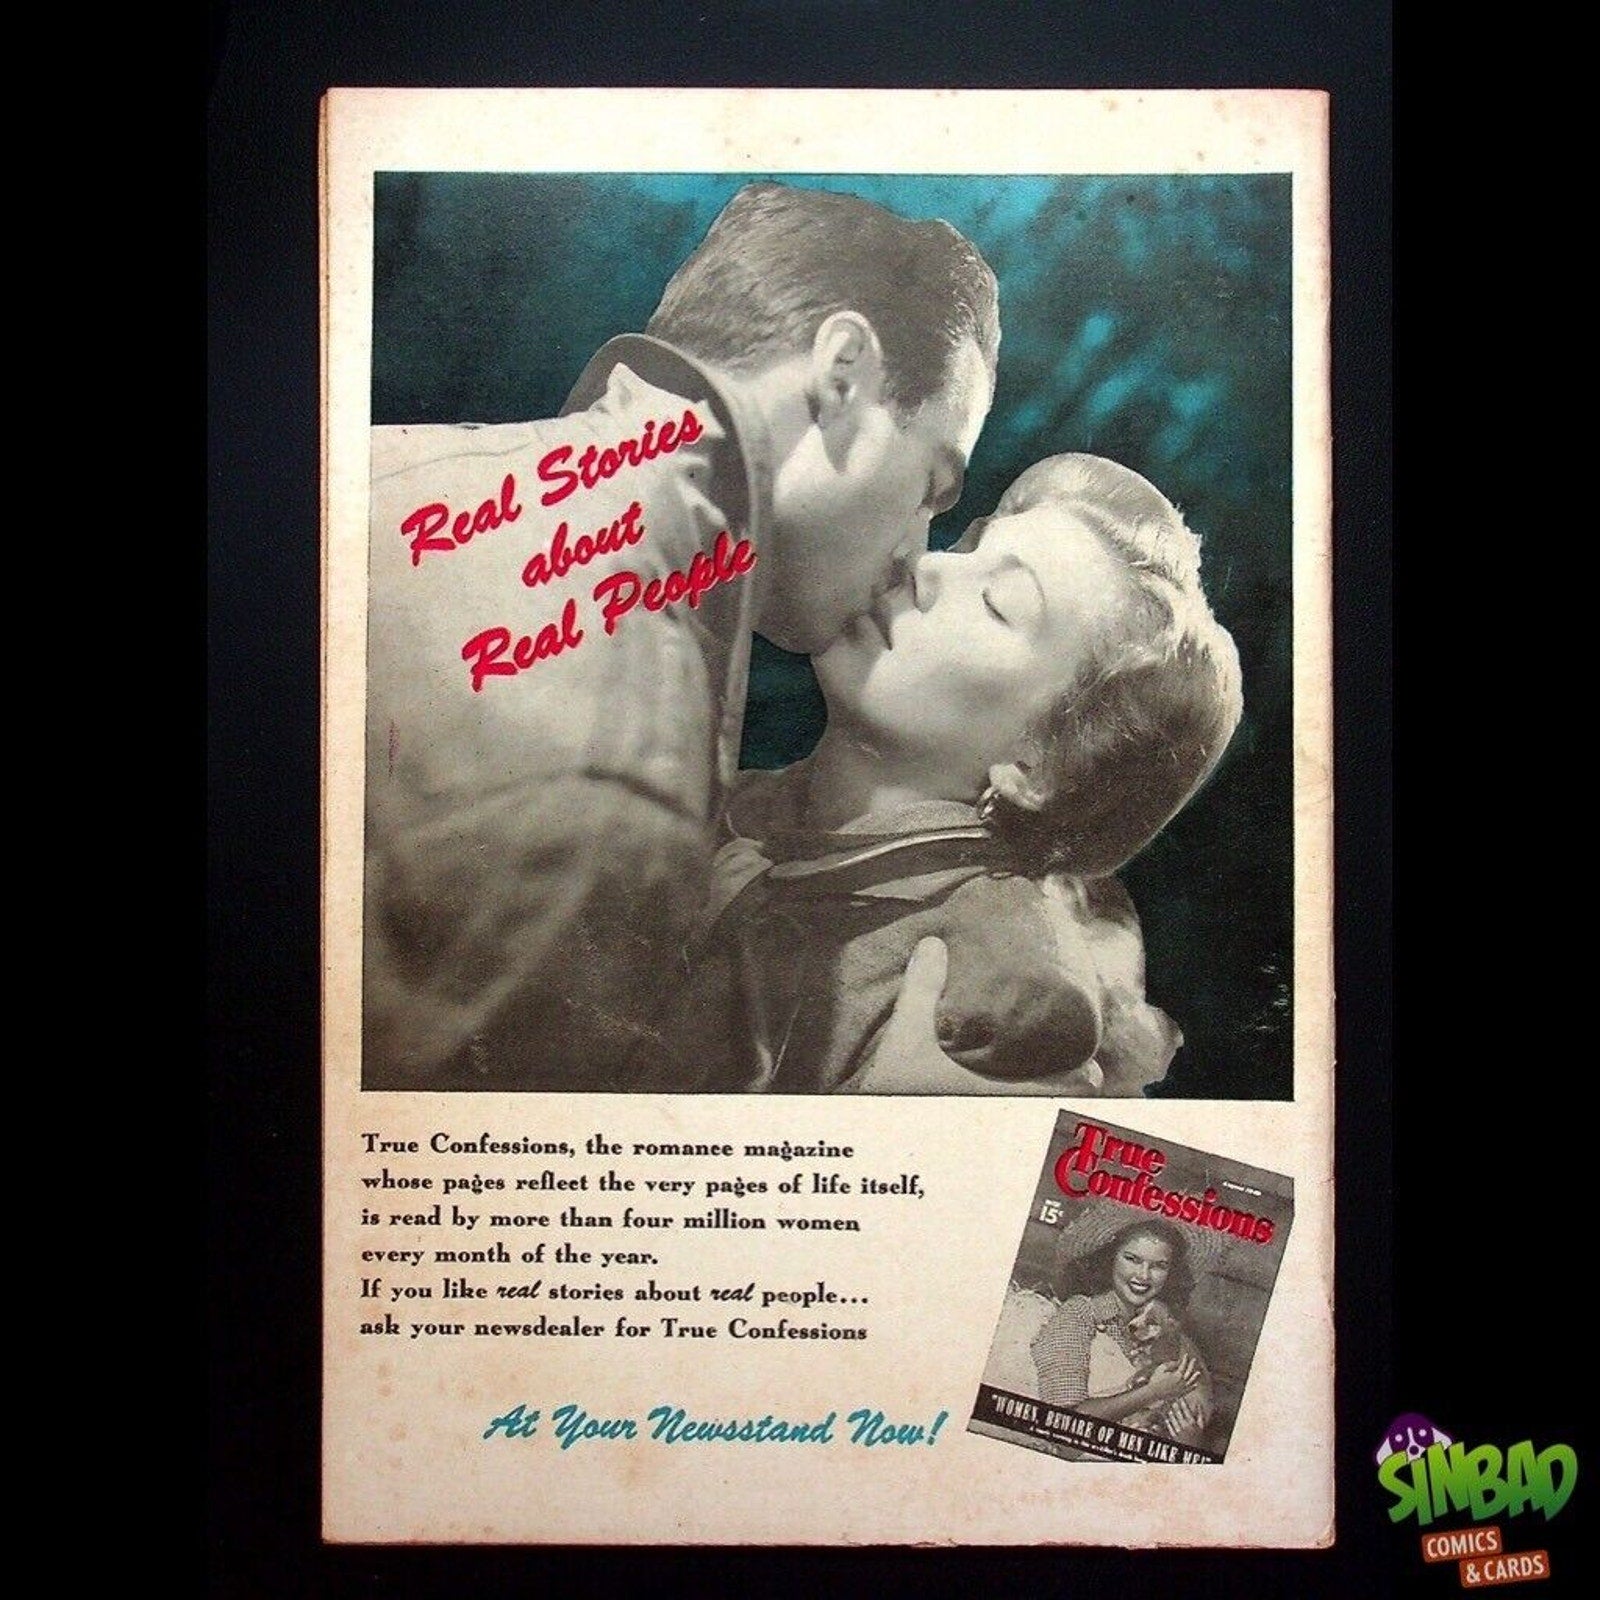 Real Stories
about
Real People
True Confessions, the romance magazine
whose pages reflect the very pages of life itself,
is read by more than four million women
every month of the year.
If you like real stories about real people...
ask your newsdealer for True Confessions
At Your Newsstand Now!
True
Confessions
15¢
"WOMEN, BEWARE OF MEN LIKE ME!"
SINBAD
COMICS
& CARDS